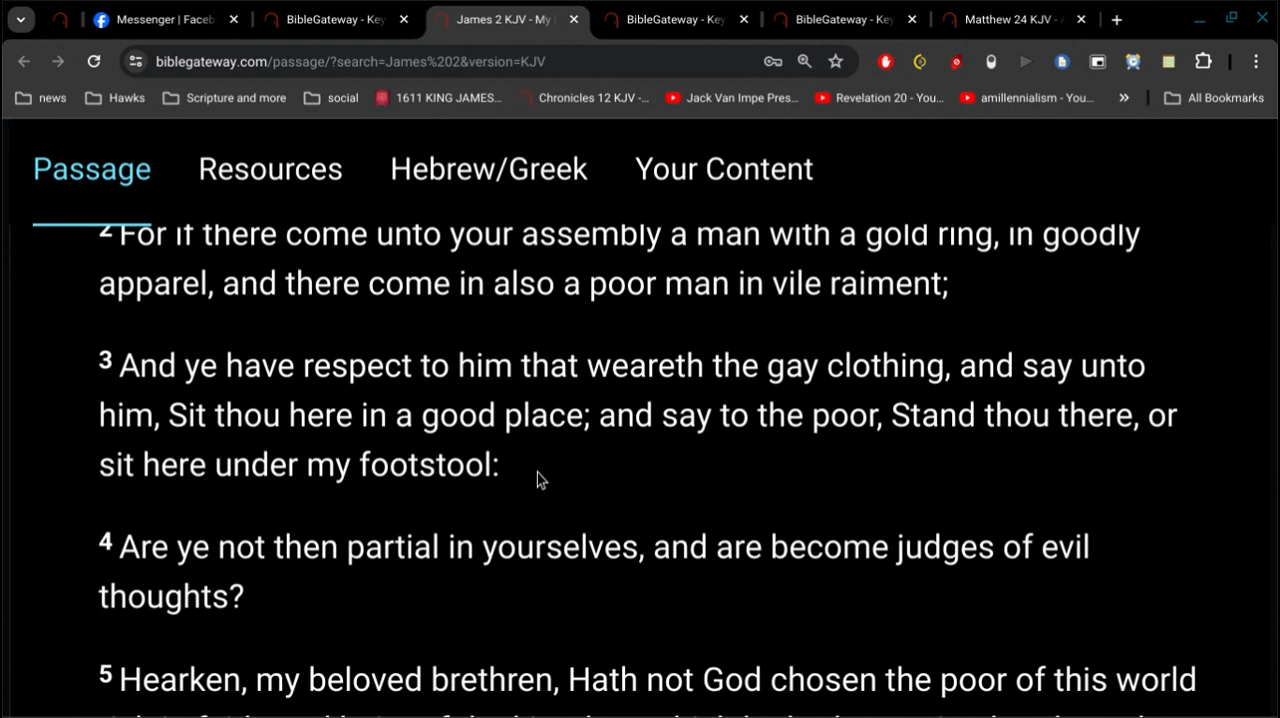 Messenger | Faceb
BibleGateway - Key
James 2 KJV - My
BibleGateway - Key
BibleGateway - Key
Matthew 24 KJV -
biblegateway.com/passage/?search=James%202&version=KJV
news
Hawks
Scripture and more
social
1611 KING JAMES...
Chronicles 12 KJV -...
Jack Van Impe Pres...
Revelation 20 - You...
amillennialism - You...
»
All Bookmarks
Passage
Resources
Hebrew/Greek
Your Content
2 For if there come unto your assembly a man with a gold ring, in goodly
apparel, and there come in also a poor man in vile raiment;
3 And ye have respect to him that weareth the gay clothing, and say unto
him, Sit thou here in a good place; and say to the poor, Stand thou there, or
sit here under my footstool:
4 Are ye not then partial in yourselves, and are become judges of evil
thoughts?
5 Hearken, my beloved brethren, Hath not God chosen the poor of this world